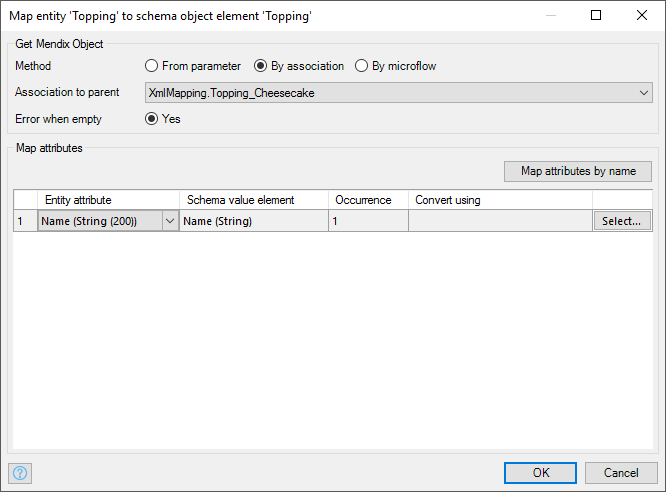 Map entity 'Topping' to schema object element 'Topping'
Get Mendix Object
Method From parameter By association By microflow
Association to parent XmlMapping.Topping_Cheesecake
Error when empty Yes
Map attributes
Map attributes by name
Entity attribute Schema value element Occurrence Convert using
1 Name (String (200)) Name (String) 1 Select...
? OK Cancel